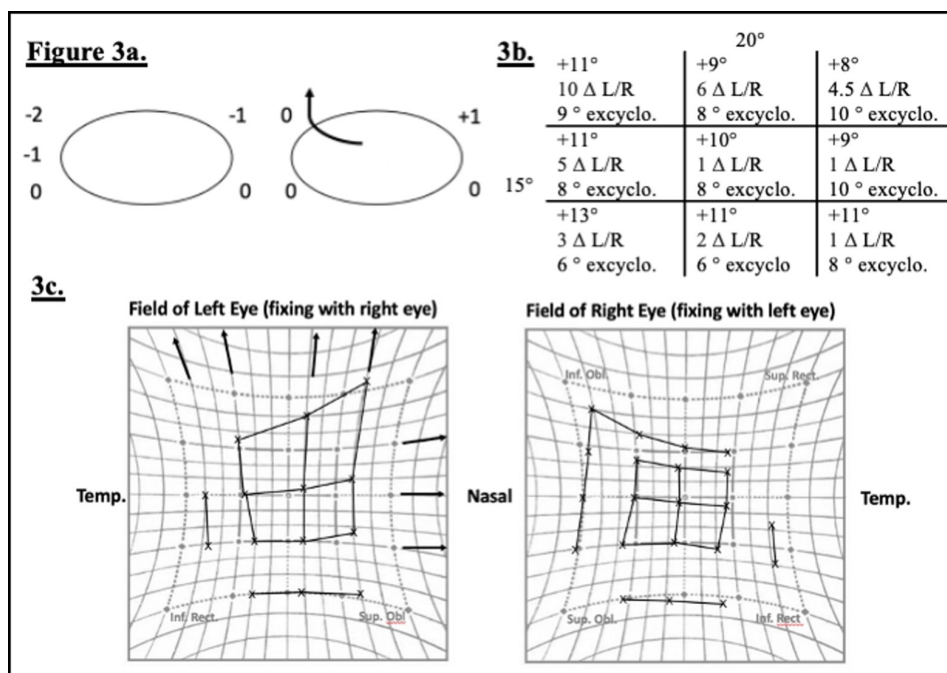 Figure 3a.
-2 -1 0 +1
-1
0 0 0 0
3b.
20°
15°
+11° +9° +8°
10 Δ L/R 6 Δ L/R 4.5 Δ L/R
9 ° excyclo. 8 ° excyclo. 10 ° excyclo.
+11° +10° +9°
5 Δ L/R 1 Δ L/R 1 Δ L/R
8 ° excyclo. 8 ° excyclo. 10 ° excyclo.
+13° +11° +11°
3 Δ L/R 2 Δ L/R 1 Δ L/R
6 ° excyclo. 6 ° excyclo 8 ° excyclo.
3c.
Field of Left Eye (fixing with right eye)
Temp.
Nasal
Inf. Rect. Sup. Obl
Field of Right Eye (fixing with left eye)
Inf. Obl. Sup. Rect.
Temp.
Sup. Obl. Inf. Rect